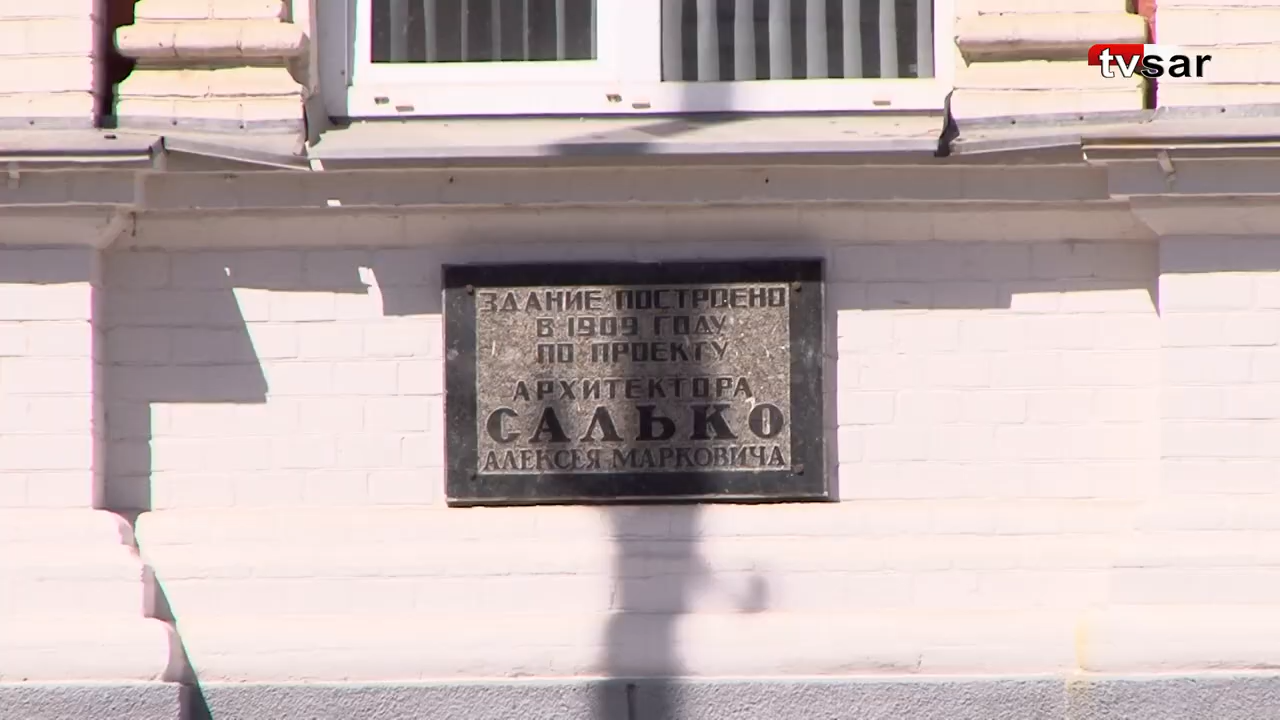 tvsar
ЗДАНИЕ ПОСТРОЕНО
В 1909 ГОДУ
ПО ПРОЕКТУ
АРХИТЕКТОРА
САЛЬКО
АЛЕКСЕЯ МАРКОВИЧА